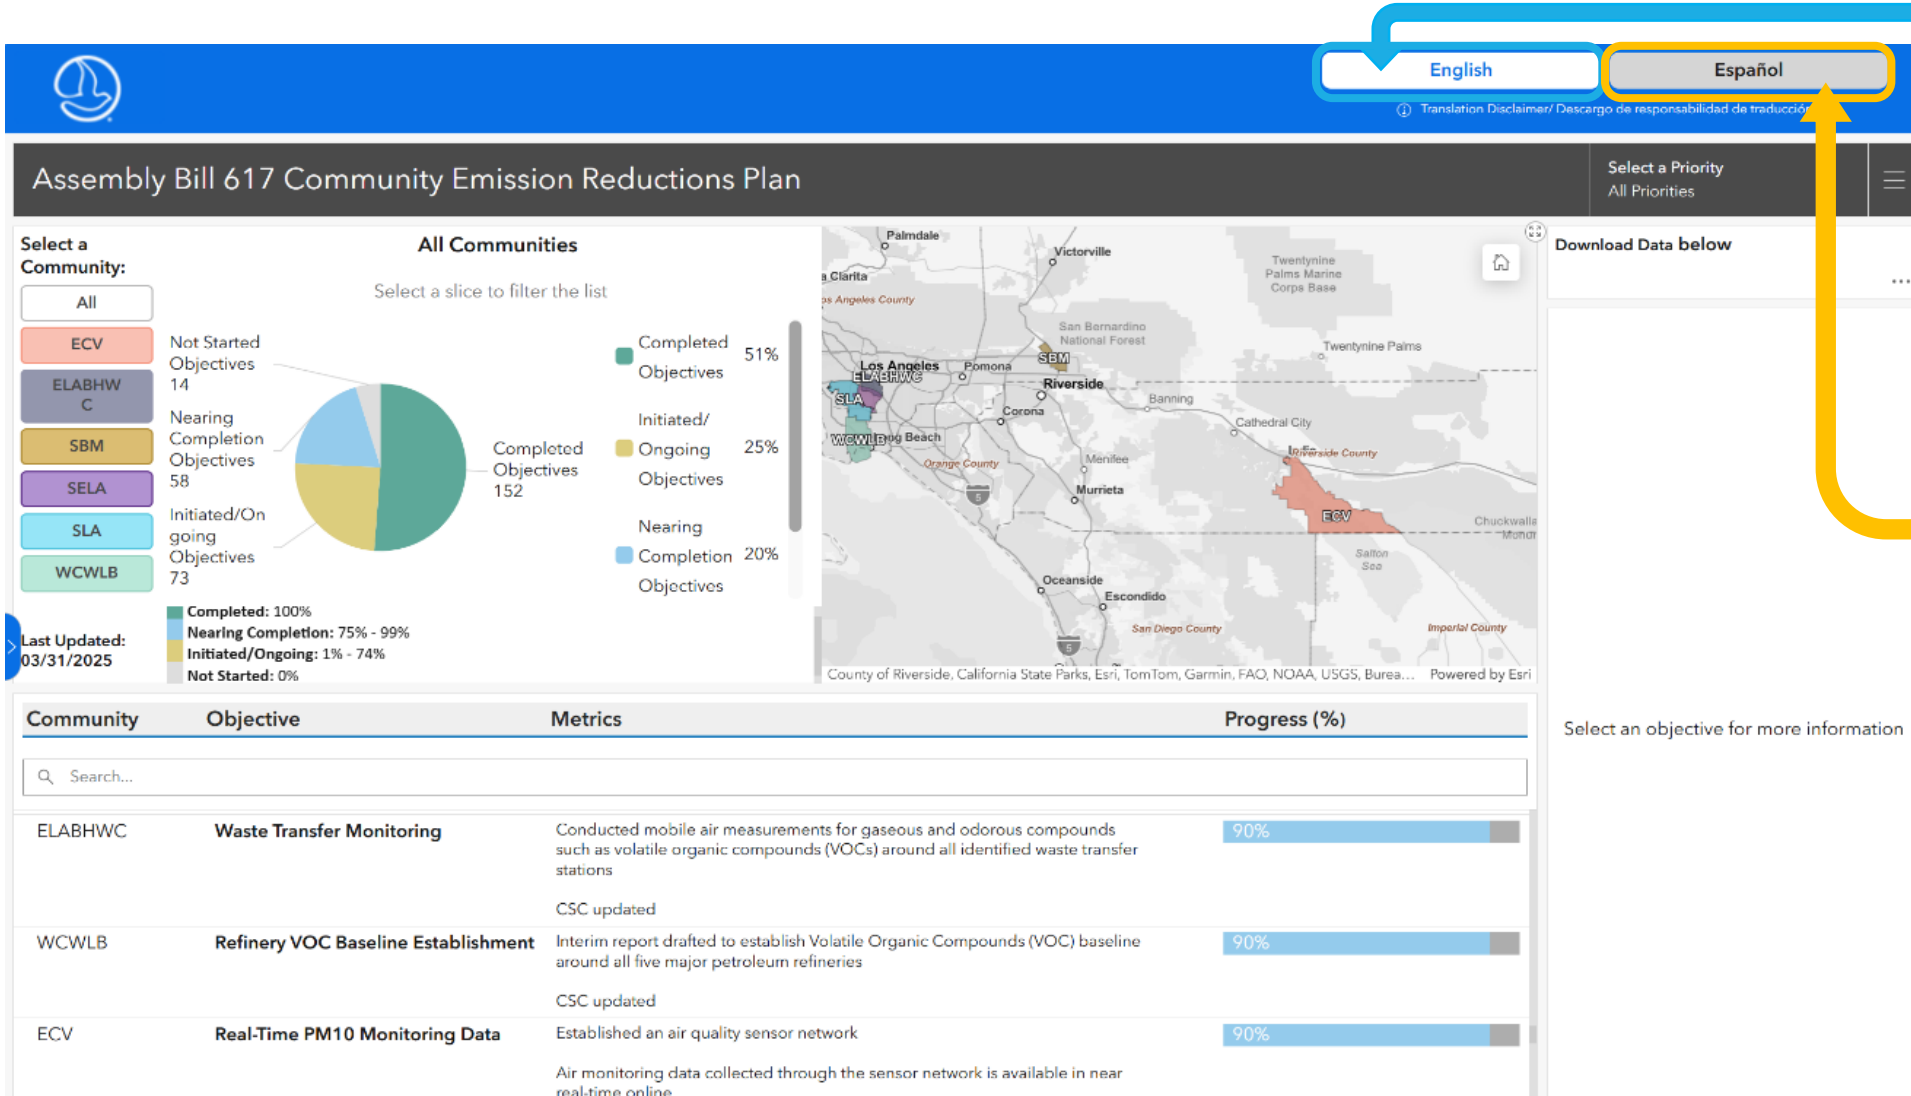 English
Español
Translation Disclaimer/ Descargo de responsabilidad de traducción
Assembly Bill 617 Community Emission Reductions Plan
Select a Priority
All Priorities
Select a
Community:
All
ECV
ELABHW
C
SBM
SELA
SLA
WCWLB
Last Updated:
03/31/2025
All Communities
Select a slice to filter the list
Not Started
Objectives
14
Nearing
Completion
Objectives
58
Initiated/On
going
Objectives
73
Completed
Objectives
152
Completed
Objectives
51%
Initiated/
Ongoing
Objectives
25%
Nearing
Completion
Objectives
20%
Completed: 100%
Nearing Completion: 75% - 99%
Initiated/Ongoing: 1% - 74%
Not Started: 0%
Palmdale
Victorville
a Clarita
os Angeles County
Twentynine
Palms Marine
Corps Base
San Bernardino
National Forest
Twentynine Palms
SBM
Los Angeles
Pomona
ELABHWC
Riverside
SLA
Corona
Banning
Cathedral City
WCWLB
ng Beach
Orange County
Menifee
Riverside County
5
Murrieta
ECV
Chuckwalla
Salton
Sea
Oceanside
Escondido
San Diego County
Imperial County
5
County of Riverside, California State Parks, Esri, TomTom, Garmin, FAO, NOAA, USGS, Burea...
Powered by Esri
Download Data below
...
Select an objective for more information
Community Objective Metrics Progress (%)
Search...
ELABHWC
Waste Transfer Monitoring
Conducted mobile air measurements for gaseous and odorous compounds
such as volatile organic compounds (VOCs) around all identified waste transfer
stations
CSC updated
90%
WCWLB
Refinery VOC Baseline Establishment
Interim report drafted to establish Volatile Organic Compounds (VOC) baseline
around all five major petroleum refineries
CSC updated
90%
ECV
Real-Time PM10 Monitoring Data
Established an air quality sensor network
Air monitoring data collected through the sensor network is available in near
real-time online
90%